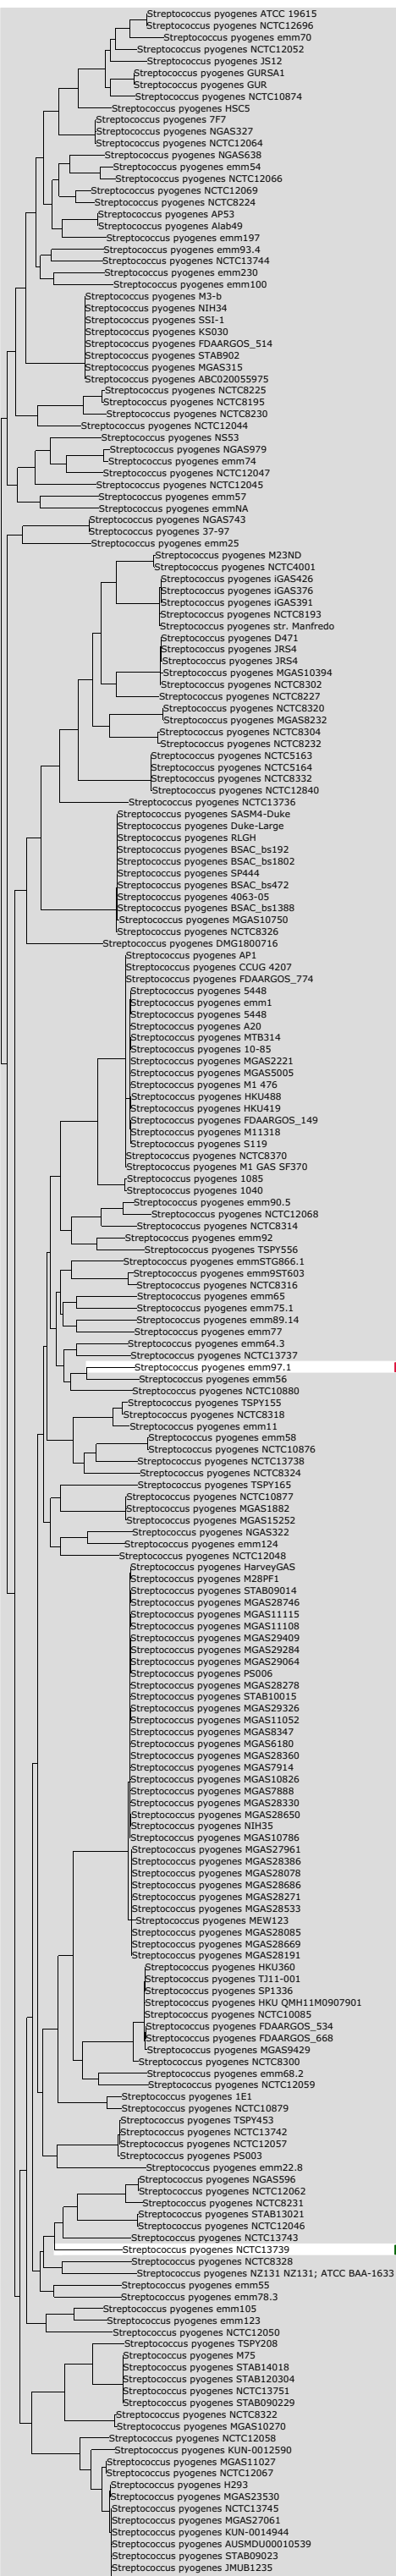 Streptococcus pyogenes ATCC 19615
Streptococcus pyogenes NCTC12696
Streptococcus pyogenes emm70
Streptococcus pyogenes NCTC12052
Streptococcus pyogenes JS12
Streptococcus pyogenes GURSA1
Streptococcus pyogenes GUR
Streptococcus pyogenes NCTC10874
Streptococcus pyogenes HSC5
Streptococcus pyogenes 7F7
Streptococcus pyogenes NGAS327
Streptococcus pyogenes NCTC12064
Streptococcus pyogenes NGAS638
Streptococcus pyogenes emm54
Streptococcus pyogenes NCTC12066
Streptococcus pyogenes NCTC12069
Streptococcus pyogenes NCTC8224
Streptococcus pyogenes AP53
Streptococcus pyogenes Alab49
Streptococcus pyogenes emm197
Streptococcus pyogenes emm93.4
Streptococcus pyogenes NCTC13744
Streptococcus pyogenes emm230
Streptococcus pyogenes emm100
Streptococcus pyogenes M3-b
Streptococcus pyogenes NIH34
Streptococcus pyogenes SSI-1
Streptococcus pyogenes KS030
Streptococcus pyogenes FDAARGOS_514
Streptococcus pyogenes STAB902
Streptococcus pyogenes MGAS315
Streptococcus pyogenes ABC020055975
Streptococcus pyogenes NCTC8225
Streptococcus pyogenes NCTC8195
Streptococcus pyogenes NCTC8230
Streptococcus pyogenes NCTC12044
Streptococcus pyogenes NS53
Streptococcus pyogenes NGAS979
Streptococcus pyogenes emm74
Streptococcus pyogenes NCTC12047
Streptococcus pyogenes NCTC12045
Streptococcus pyogenes emm57
Streptococcus pyogenes emmNA
Streptococcus pyogenes NGAS743
Streptococcus pyogenes 37-97
Streptococcus pyogenes emm25
Streptococcus pyogenes M23ND
Streptococcus pyogenes NCTC4001
Streptococcus pyogenes iGAS426
Streptococcus pyogenes iGAS376
Streptococcus pyogenes iGAS391
Streptococcus pyogenes NCTC8193
Streptococcus pyogenes str. Manfredo
Streptococcus pyogenes D471
Streptococcus pyogenes JRS4
Streptococcus pyogenes JRS4
Streptococcus pyogenes MGAS10394
Streptococcus pyogenes NCTC8302
Streptococcus pyogenes NCTC8227
Streptococcus pyogenes NCTC8320
Streptococcus pyogenes MGAS8232
Streptococcus pyogenes NCTC8304
Streptococcus pyogenes NCTC8232
Streptococcus pyogenes NCTC5163
Streptococcus pyogenes NCTC5164
Streptococcus pyogenes NCTC8332
Streptococcus pyogenes NCTC12840
Streptococcus pyogenes NCTC13736
Streptococcus pyogenes SASM4-Duke
Streptococcus pyogenes Duke-Large
Streptococcus pyogenes RLGH
Streptococcus pyogenes BSAC_bs192
Streptococcus pyogenes BSAC_bs1802
Streptococcus pyogenes SP444
Streptococcus pyogenes BSAC_bs472
Streptococcus pyogenes 4063-05
Streptococcus pyogenes BSAC_bs1388
Streptococcus pyogenes MGAS10750
Streptococcus pyogenes NCTC8326
Streptococcus pyogenes DMG1800716
Streptococcus pyogenes AP1
Streptococcus pyogenes CCUG 4207
Streptococcus pyogenes FDAARGOS_774
Streptococcus pyogenes 5448
Streptococcus pyogenes emm1
Streptococcus pyogenes 5448
Streptococcus pyogenes A20
Streptococcus pyogenes MTB314
Streptococcus pyogenes 10-85
Streptococcus pyogenes MGAS2221
Streptococcus pyogenes MGAS5005
Streptococcus pyogenes M1 476
Streptococcus pyogenes HKU488
Streptococcus pyogenes HKU419
Streptococcus pyogenes FDAARGOS_149
Streptococcus pyogenes M11318
Streptococcus pyogenes S119
Streptococcus pyogenes NCTC8370
Streptococcus pyogenes M1 GAS SF370
Streptococcus pyogenes 1085
Streptococcus pyogenes 1040
Streptococcus pyogenes emm90.5
Streptococcus pyogenes NCTC12068
Streptococcus pyogenes NCTC8314
Streptococcus pyogenes emm92
Streptococcus pyogenes TSPY556
Streptococcus pyogenes emmSTG866.1
Streptococcus pyogenes emm9ST603
Streptococcus pyogenes NCTC8316
Streptococcus pyogenes emm65
Streptococcus pyogenes emm75.1
Streptococcus pyogenes emm89.14
Streptococcus pyogenes emm77
Streptococcus pyogenes emm64.3
Streptococcus pyogenes NCTC13737
Streptococcus pyogenes emm97.1
Streptococcus pyogenes emm56
Streptococcus pyogenes NCTC10880
Streptococcus pyogenes TSPY155
Streptococcus pyogenes NCTC8318
Streptococcus pyogenes emm11
Streptococcus pyogenes emm58
Streptococcus pyogenes NCTC10876
Streptococcus pyogenes NCTC13738
Streptococcus pyogenes NCTC8324
Streptococcus pyogenes TSPY165
Streptococcus pyogenes NCTC10877
Streptococcus pyogenes MGAS1882
Streptococcus pyogenes MGAS15252
Streptococcus pyogenes NGAS322
Streptococcus pyogenes emm124
Streptococcus pyogenes NCTC12048
Streptococcus pyogenes HarveyGAS
Streptococcus pyogenes M28PF1
Streptococcus pyogenes STAB09014
Streptococcus pyogenes MGAS28746
Streptococcus pyogenes MGAS11115
Streptococcus pyogenes MGAS11108
Streptococcus pyogenes MGAS29409
Streptococcus pyogenes MGAS29284
Streptococcus pyogenes MGAS29064
Streptococcus pyogenes PS006
Streptococcus pyogenes MGAS28278
Streptococcus pyogenes STAB10015
Streptococcus pyogenes MGAS29326
Streptococcus pyogenes MGAS11052
Streptococcus pyogenes MGAS8347
Streptococcus pyogenes MGAS6180
Streptococcus pyogenes MGAS28360
Streptococcus pyogenes MGAS7914
Streptococcus pyogenes MGAS10826
Streptococcus pyogenes MGAS7888
Streptococcus pyogenes MGAS28330
Streptococcus pyogenes MGAS28650
Streptococcus pyogenes NIH35
Streptococcus pyogenes MGAS10786
Streptococcus pyogenes MGAS27961
Streptococcus pyogenes MGAS28386
Streptococcus pyogenes MGAS28078
Streptococcus pyogenes MGAS28686
Streptococcus pyogenes MGAS28271
Streptococcus pyogenes MGAS28533
Streptococcus pyogenes MEW123
Streptococcus pyogenes MGAS28085
Streptococcus pyogenes MGAS28669
Streptococcus pyogenes MGAS28191
Streptococcus pyogenes HKU360
Streptococcus pyogenes TJ11-001
Streptococcus pyogenes SP1336
Streptococcus pyogenes HKU QMH11M0907901
Streptococcus pyogenes NCTC10085
Streptococcus pyogenes FDAARGOS_534
Streptococcus pyogenes FDAARGOS_668
Streptococcus pyogenes MGAS9429
Streptococcus pyogenes NCTC8300
Streptococcus pyogenes emm68.2
Streptococcus pyogenes NCTC12059
Streptococcus pyogenes 1E1
Streptococcus pyogenes NCTC10879
Streptococcus pyogenes TSPY453
Streptococcus pyogenes NCTC13742
Streptococcus pyogenes NCTC12057
Streptococcus pyogenes PS003
Streptococcus pyogenes emm22.8
Streptococcus pyogenes NGAS596
Streptococcus pyogenes NCTC12062
Streptococcus pyogenes NCTC8231
Streptococcus pyogenes STAB13021
Streptococcus pyogenes NCTC12046
Streptococcus pyogenes NCTC13743
Streptococcus pyogenes NCTC13739
Streptococcus pyogenes NCTC8328
Streptococcus pyogenes NZ131 NZ131; ATCC BAA-1633
Streptococcus pyogenes emm55
Streptococcus pyogenes emm78.3
Streptococcus pyogenes emm105
Streptococcus pyogenes emm123
Streptococcus pyogenes NCTC12050
Streptococcus pyogenes TSPY208
Streptococcus pyogenes M75
Streptococcus pyogenes STAB14018
Streptococcus pyogenes STAB120304
Streptococcus pyogenes NCTC13751
Streptococcus pyogenes STAB090229
Streptococcus pyogenes NCTC8322
Streptococcus pyogenes MGAS10270
Streptococcus pyogenes NCTC12058
Streptococcus pyogenes KUN-0012590
Streptococcus pyogenes MGAS11027
Streptococcus pyogenes NCTC12067
Streptococcus pyogenes H293
Streptococcus pyogenes MGAS23530
Streptococcus pyogenes NCTC13745
Streptococcus pyogenes MGAS27061
Streptococcus pyogenes KUN-0014944
Streptococcus pyogenes AUSMDU00010539
Streptococcus pyogenes STAB09023
Streptococcus pyogenes JMUB1235